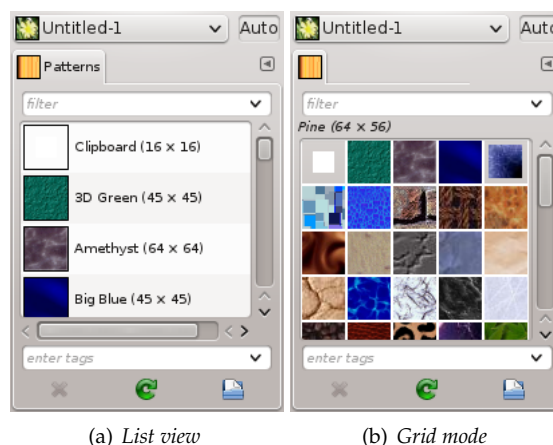 Untitled-1
Auto
Patterns
filter
Clipboard (16 × 16)
3D Green (45 × 45)
Amethyst (64 × 64)
Big Blue (45 × 45)
enter tags
(a) List view
Untitled-1
Aut
filter
Pine (64 × 56)
enter tags
(b) Grid mode